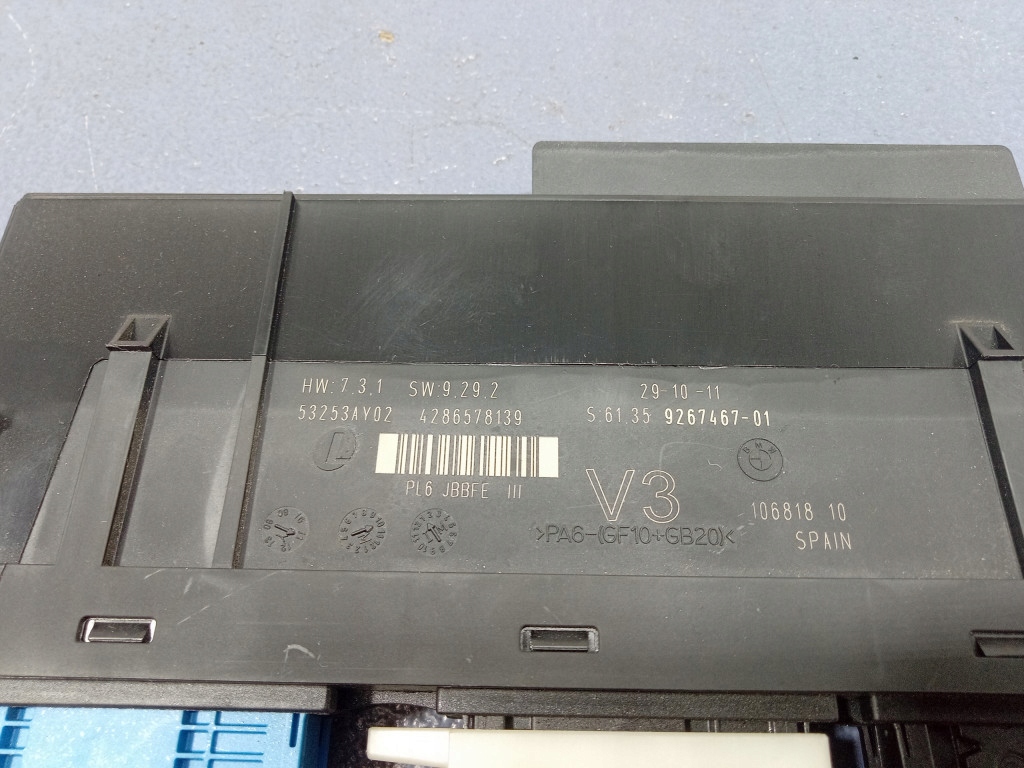 HW:7.3.1 SW:9.29.2 29-10-11
53253AY02 4286578139 S:61.35 9267467-01
BMW
PL6 JBBFE III V3
106818 10
>PA6-(GF10+GB20)<
SPAIN